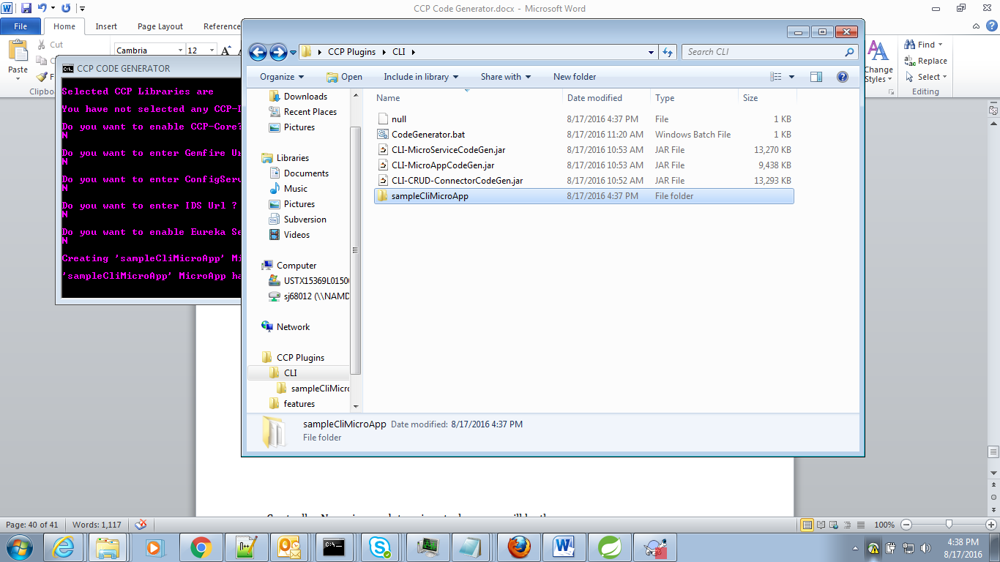 CCP Code Generator.docx - Microsoft Word
File Home Insert Page Layout Reference
Cut
Paste
Cambria 12 A
Clipbo
Change Styles
Find
Replace
Select
Editing
CCP CODE GENERATOR
Selected CCP Libraries are
You have not selected any CCP-
Do you want to enable CCP-Core?
N
Do you want to enter Gemfire Ur
N
Do you want to enter ConfigServ
N
Do you want to enter IDS Url ?
N
Do you want to enable Eureka Se
N
Creating 'sampleCliMicroApp' Mi
'sampleCliMicroApp' MicroApp ha
CCP Plugins CLI
Search CLI
Organize Open Include in library Share with New folder
Downloads
Recent Places
Pictures
Libraries
Documents
Music
Pictures
Subversion
Videos
Computer
USTX15369L0150
sj68012 (\\NAMD
Network
CCP Plugins
CLI
sampleCliMicro
features
Name Date modified Type Size
null 8/17/2016 4:37 PM File 1 KB
CodeGenerator.bat 8/17/2016 11:20 AM Windows Batch File 1 KB
CLI-MicroServiceCodeGen.jar 8/17/2016 10:53 AM JAR File 13,270 KB
CLI-MicroAppCodeGen.jar 8/17/2016 10:53 AM JAR File 9,438 KB
CLI-CRUD-ConnectorCodeGen.jar 8/17/2016 10:52 AM JAR File 13,293 KB
sampleCliMicroApp 8/17/2016 4:37 PM File folder
sampleCliMicroApp Date modified: 8/17/2016 4:37 PM
File folder
Page: 40 of 41 Words: 1,117
100%
4:38 PM
8/17/2016